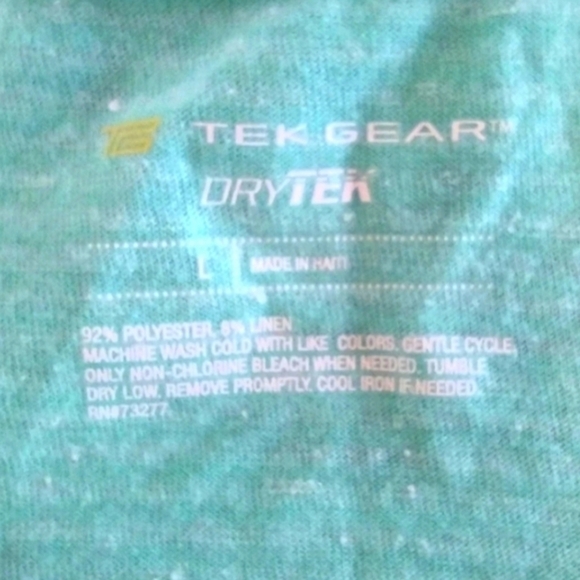 TEK GEAR™
DRYTEK
L MADE IN HAITI
92% POLYESTER, 8% LINEN
MACHINE WASH COLD WITH LIKE COLORS. GENTLE CYCLE,
ONLY NON-CHLORINE BLEACH WHEN NEEDED. TUMBLE
DRY LOW. REMOVE PROMPTLY. COOL IRON IF NEEDED.
RN#73277